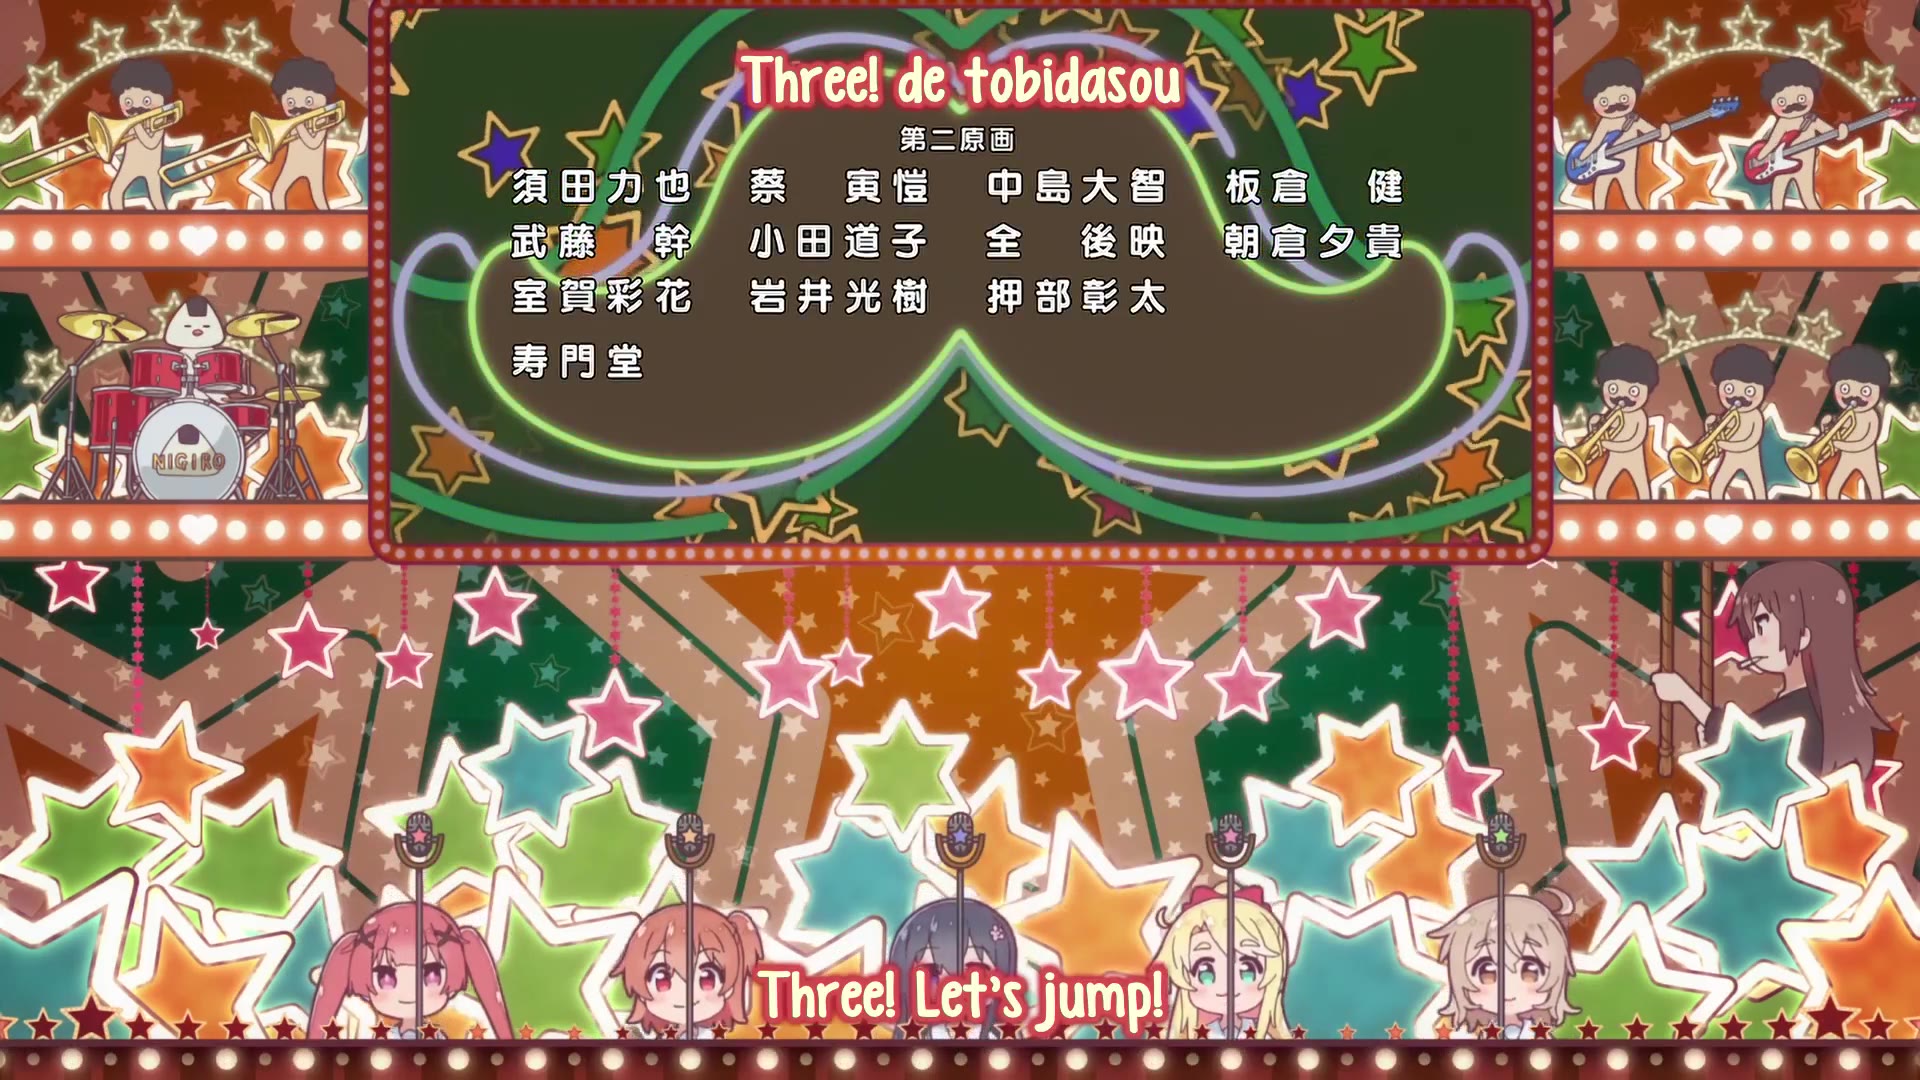 Three! de tobidasou
第二原画
須田力也 蔡 寅愷 中島大智 板倉 健
武藤 幹 小田道子 全 後映 朝倉夕貴
室賀彩花 岩井光樹 押部彰太
寿門堂
NIGIRO
Three! Let's jump!